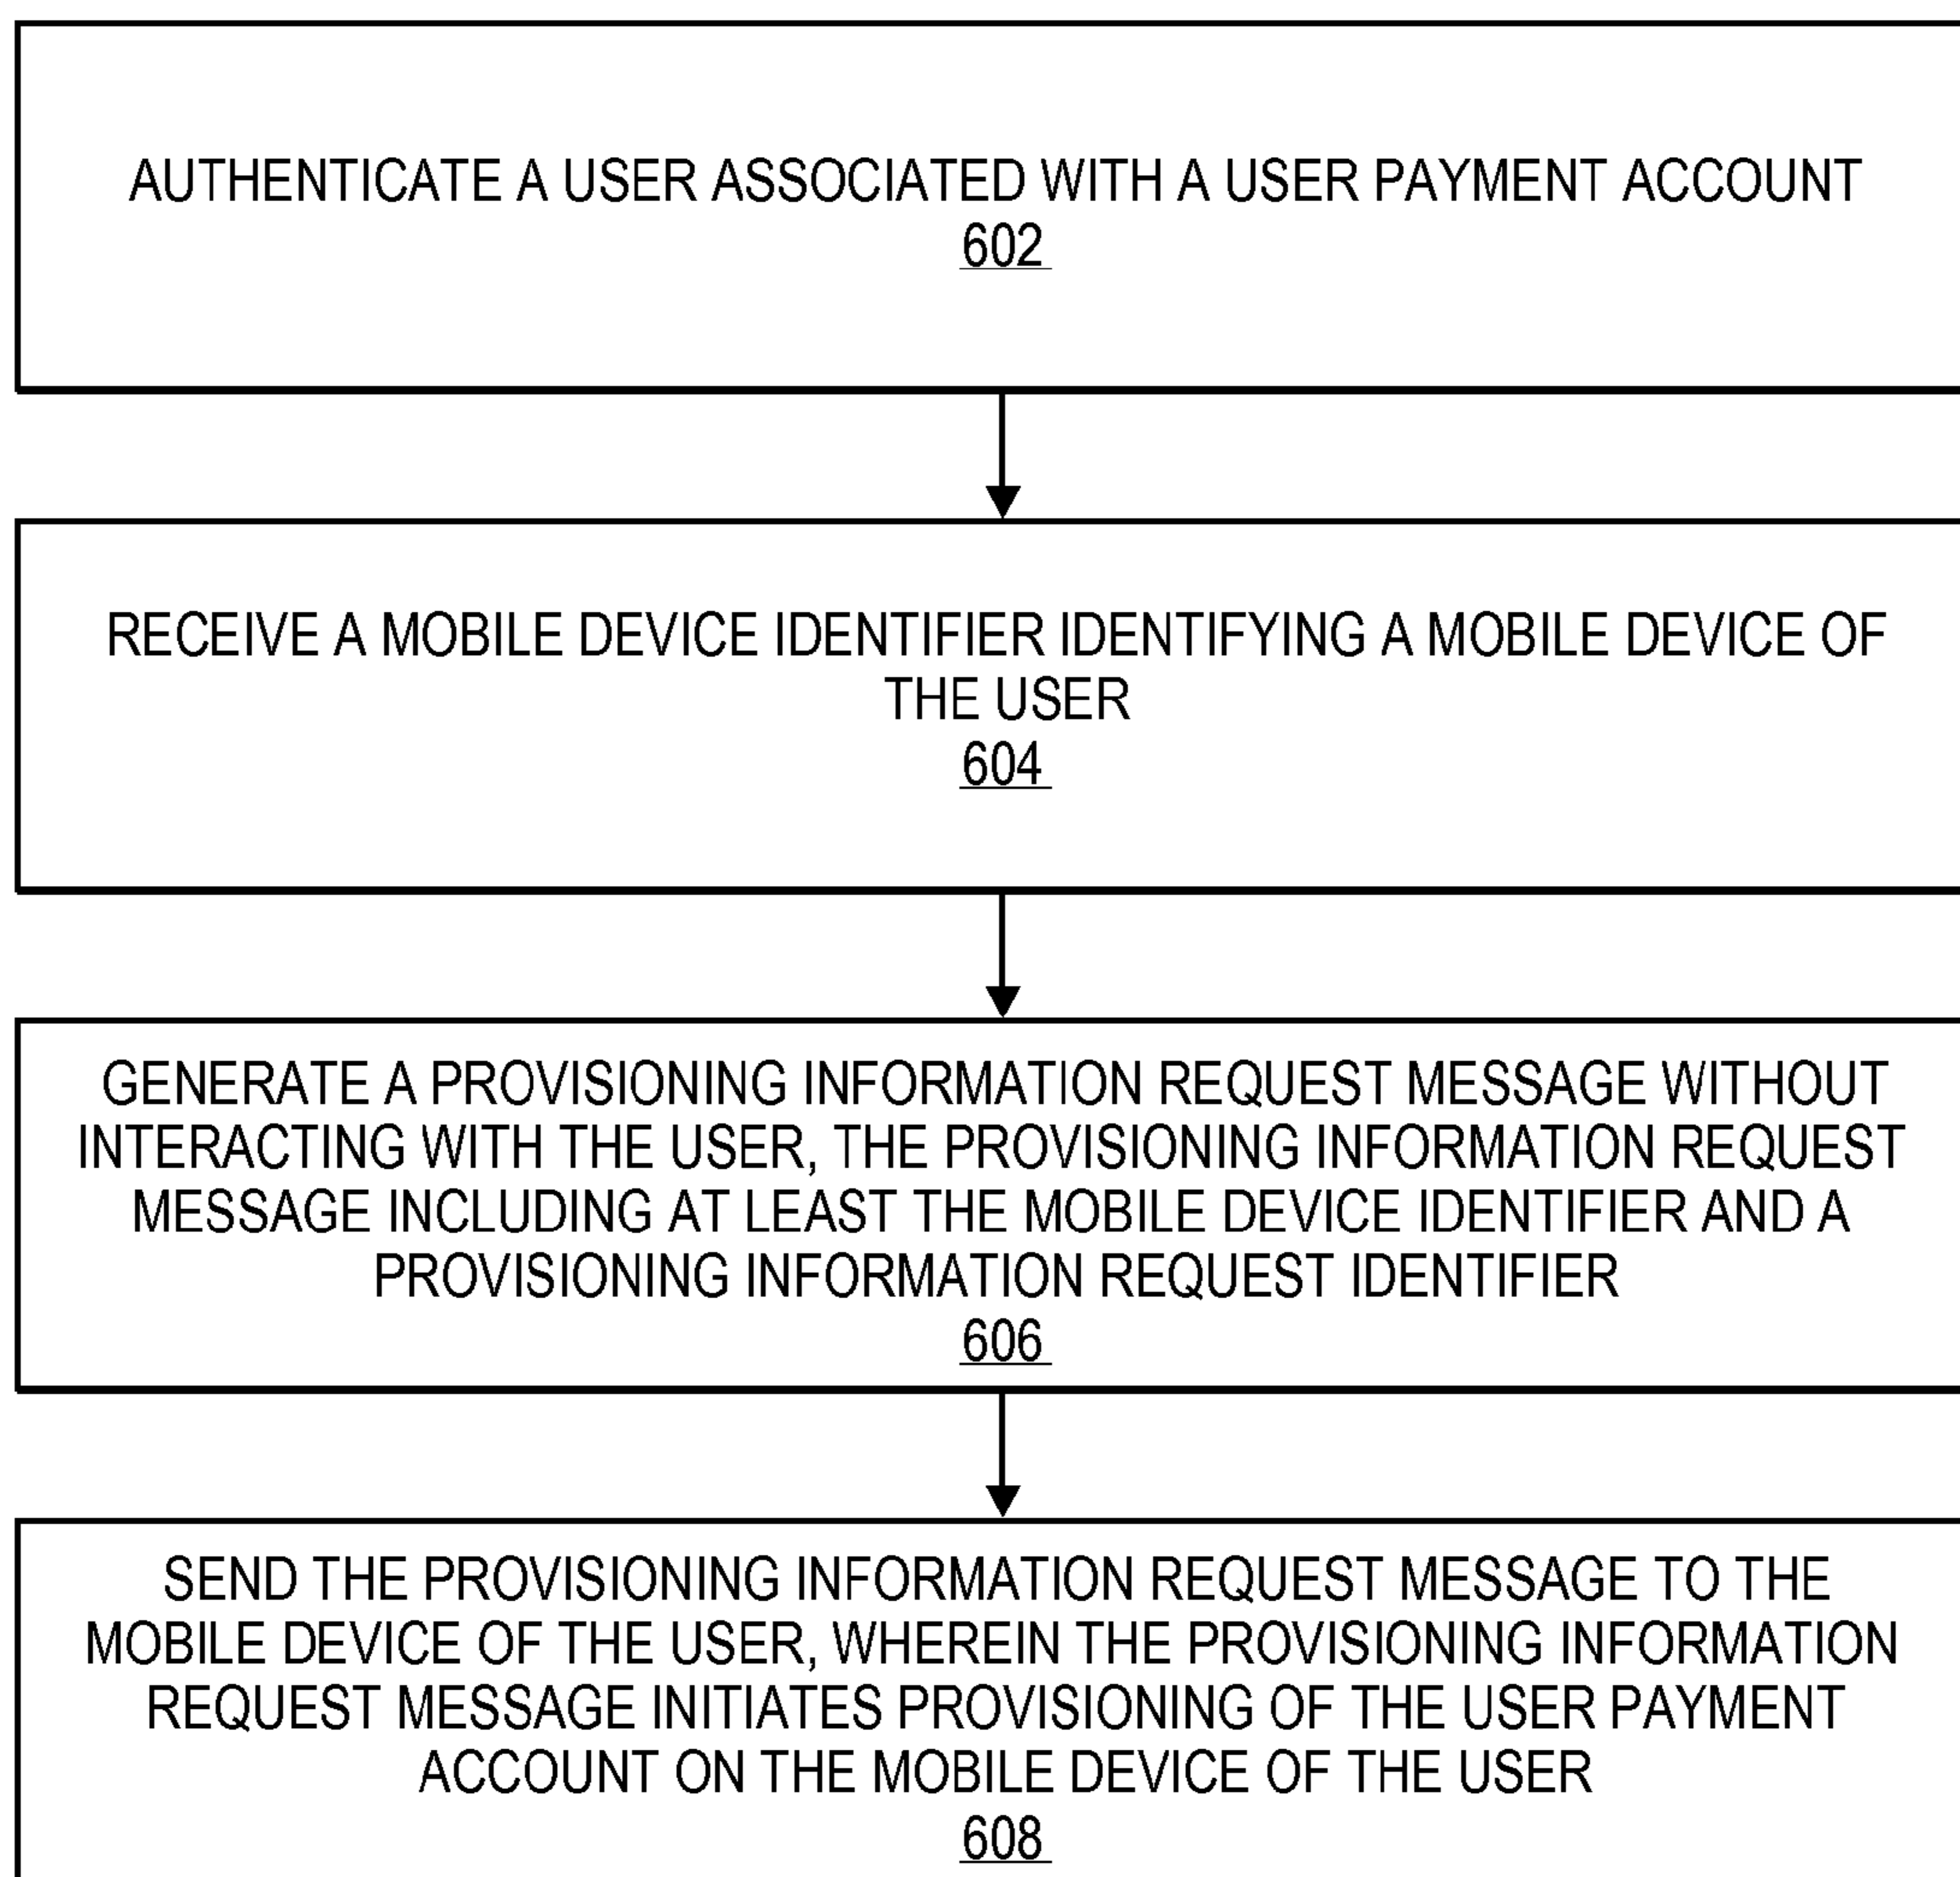 AUTHENTICATE A USER ASSOCIATED WITH A USER PAYMENT ACCOUNT
602
RECEIVE A MOBILE DEVICE IDENTIFIER IDENTIFYING A MOBILE DEVICE OF
THE USER
604
GENERATE A PROVISIONING INFORMATION REQUEST MESSAGE WITHOUT
INTERACTING WITH THE USER, THE PROVISIONING INFORMATION REQUEST
MESSAGE INCLUDING AT LEAST THE MOBILE DEVICE IDENTIFIER AND A
PROVISIONING INFORMATION REQUEST IDENTIFIER
606
SEND THE PROVISIONING INFORMATION REQUEST MESSAGE TO THE
MOBILE DEVICE OF THE USER, WHEREIN THE PROVISIONING INFORMATION
REQUEST MESSAGE INITIATES PROVISIONING OF THE USER PAYMENT
ACCOUNT ON THE MOBILE DEVICE OF THE USER
608